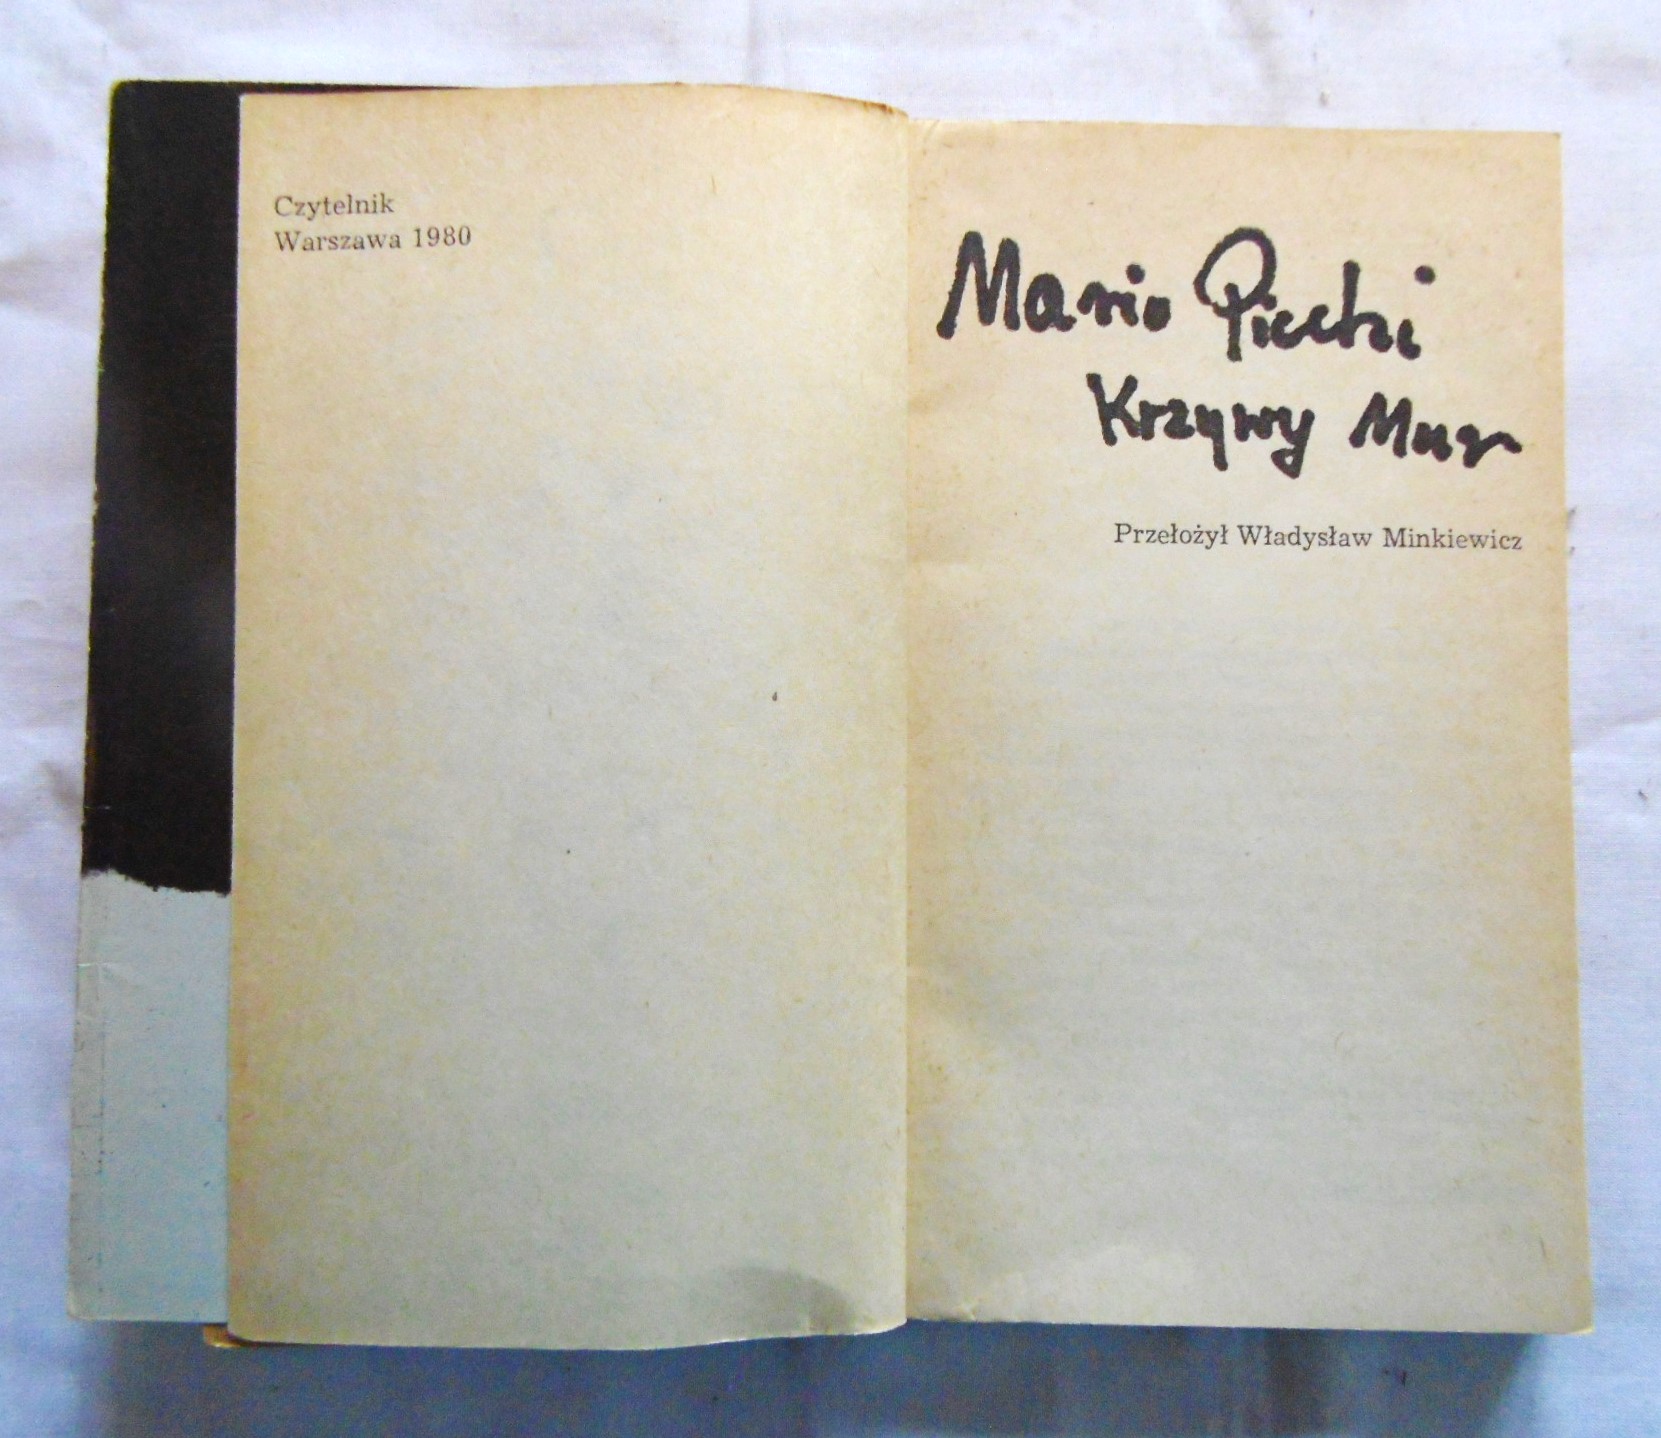 Czytelnik
Warszawa 1980
Mario Picchi
Krzywy Mur
Przełożył Władysław Minkiewicz